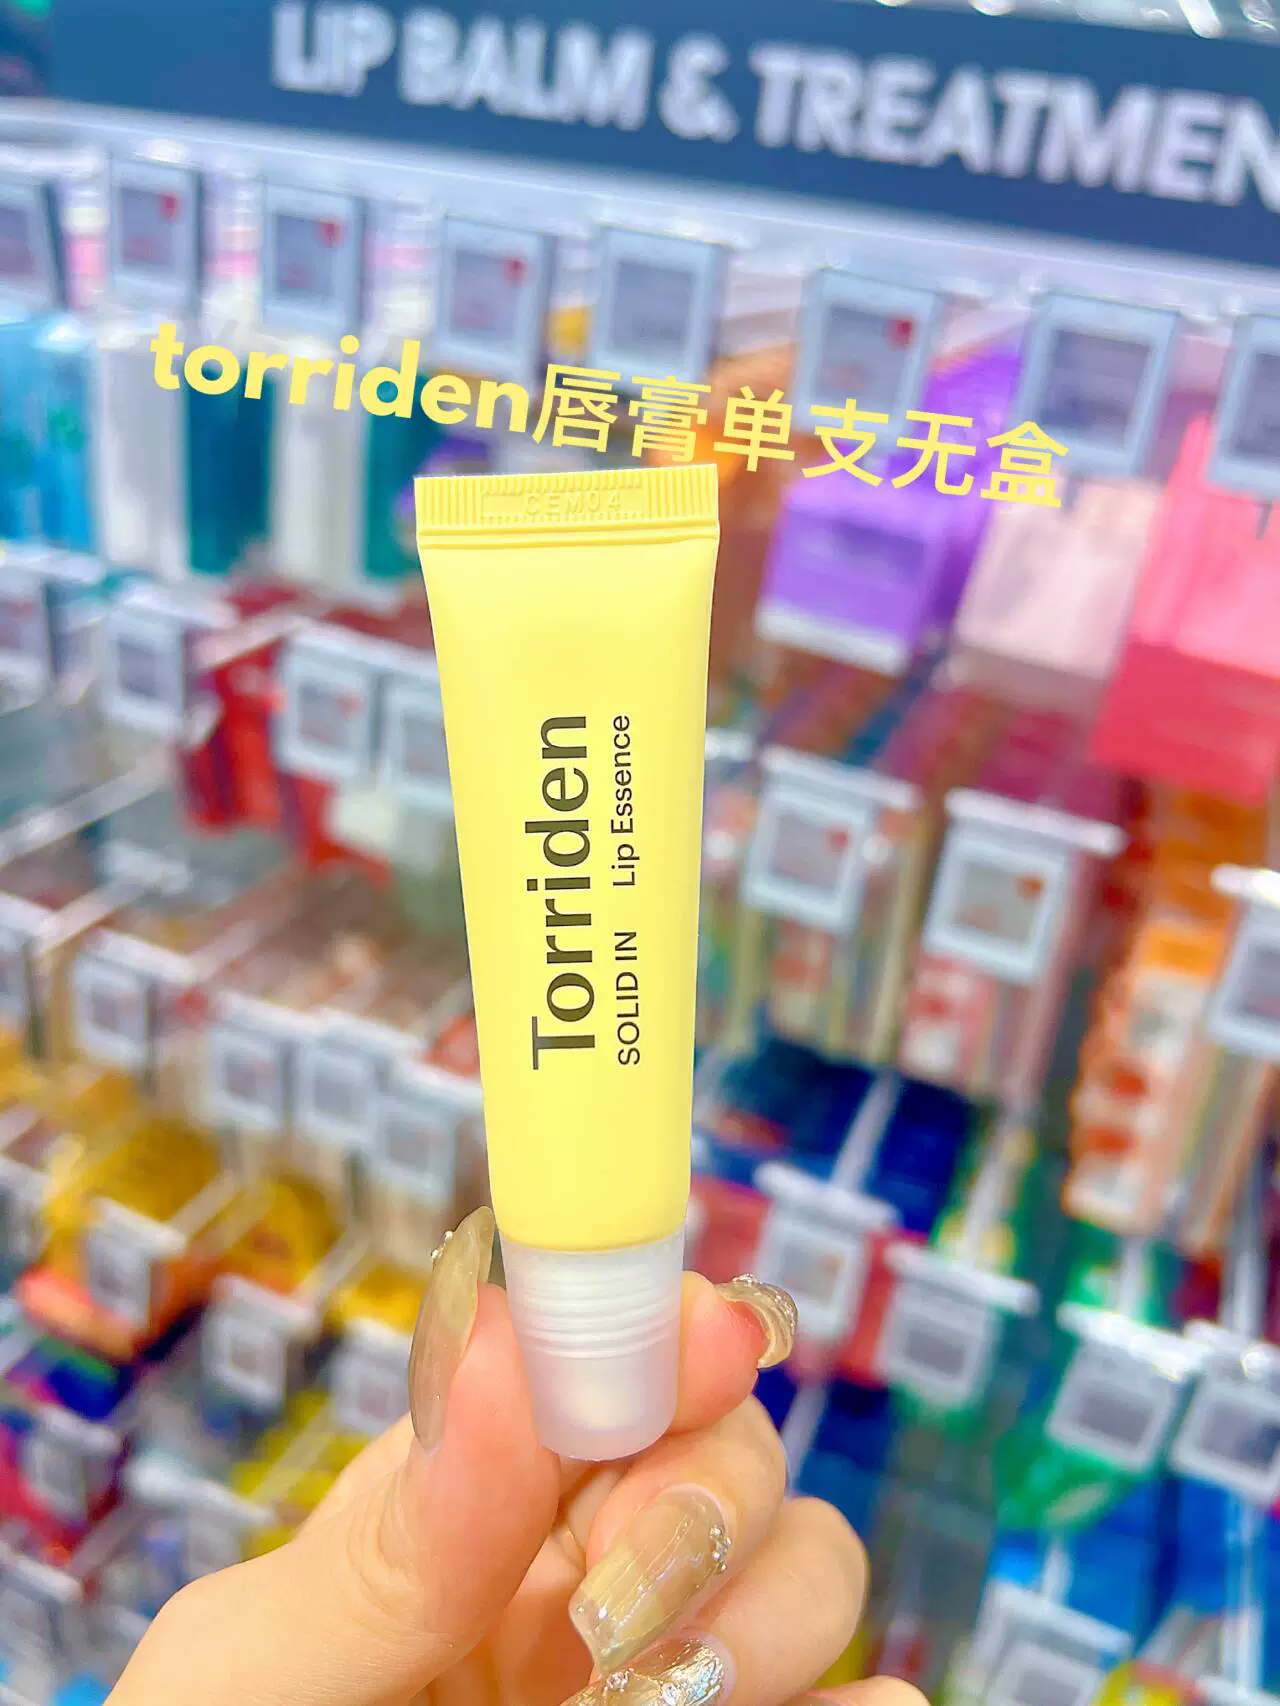 LIP BALM & TREATMEN
torriden唇膏单支无盒
CEM04
Torriden
SOLID IN Lip Essence